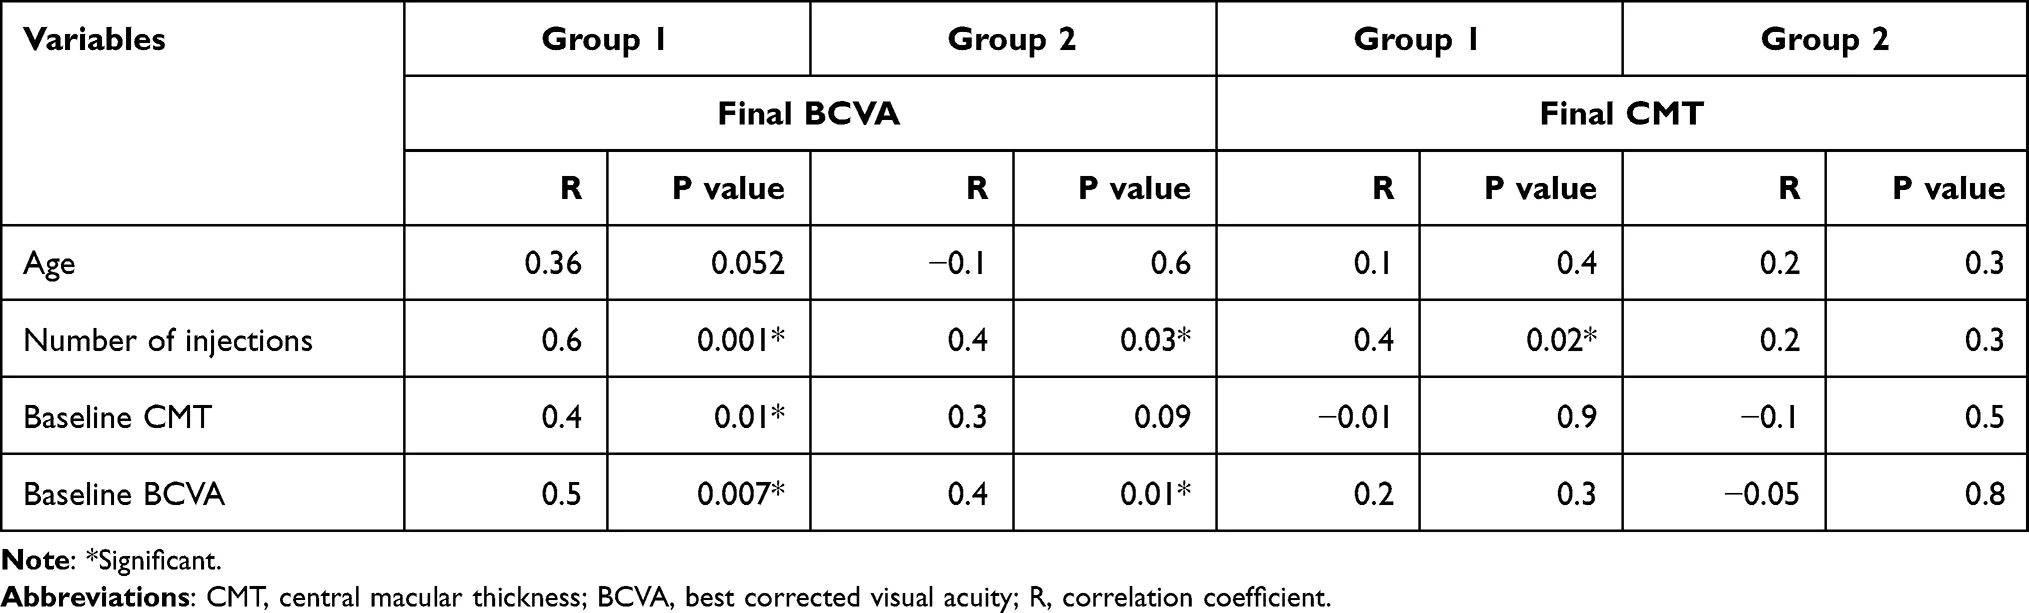 Variables Group 1 Group 2 Group 1 Group 2
Final BCVA Final CMT
R P value R P value R P value R P value
Age 0.36 0.052 −0.1 0.6 0.1 0.4 0.2 0.3
Number of injections 0.6 0.001* 0.4 0.03* 0.4 0.02* 0.2 0.3
Baseline CMT 0.4 0.01* 0.3 0.09 −0.01 0.9 −0.1 0.5
Baseline BCVA 0.5 0.007* 0.4 0.01* 0.2 0.3 −0.05 0.8
Note: *Significant.
Abbreviations: CMT, central macular thickness; BCVA, best corrected visual acuity; R, correlation coefficient.